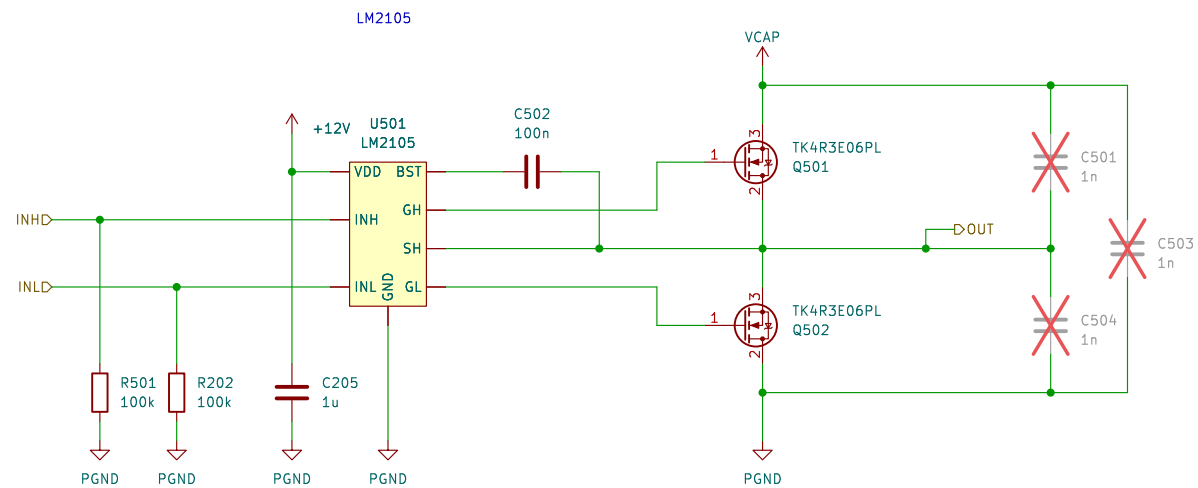 LM2105
VCAP
+12V
U501
LM2105
C502
100n
VDD
BST
INH
GH
SH
INL
GND
GL
INH
INL
1
3
2
TK4R3E06PL
Q501
OUT
C501
1n
C503
1n
1
3
2
TK4R3E06PL
Q502
C504
1n
R501
100k
R202
100k
C205
1u
PGND
PGND
PGND
PGND
PGND